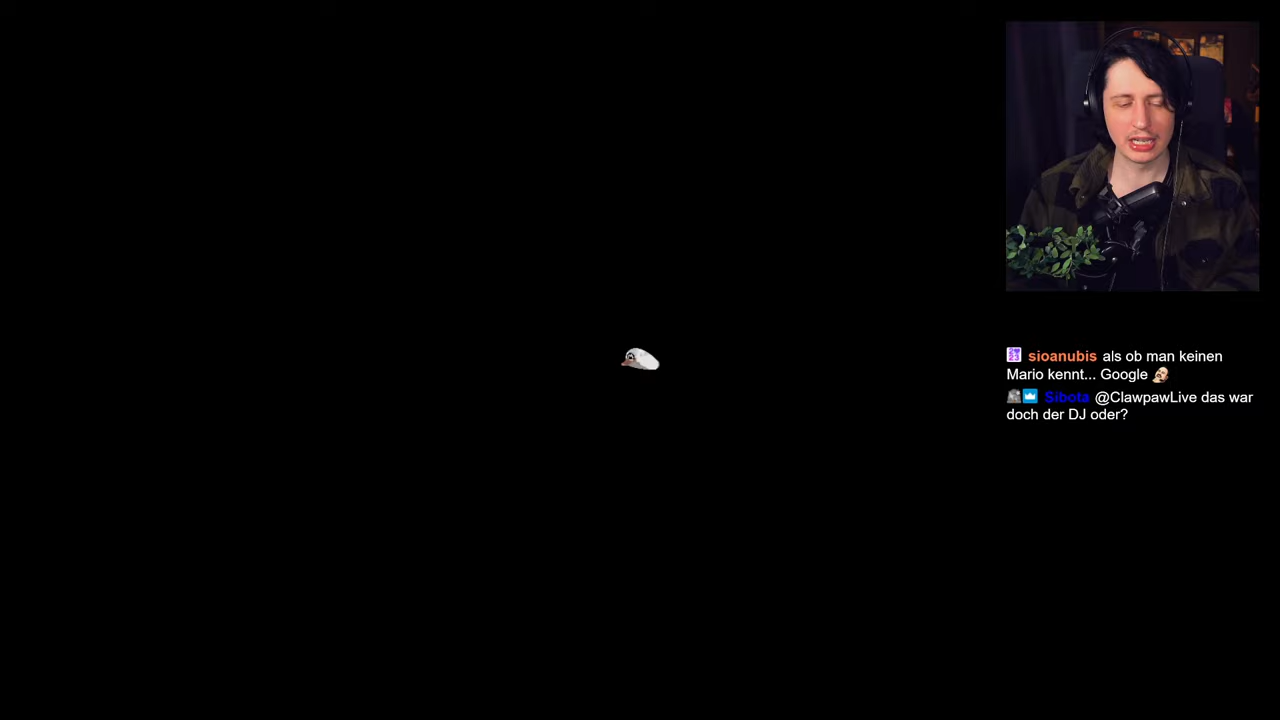 sioanubis als ob man keinen
Mario kennt... Google
Sibota @ClawpawLive das war
doch der DJ oder?